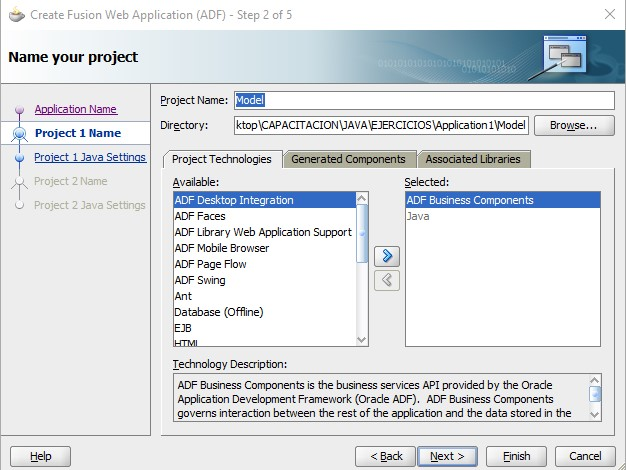 Create Fusion Web Application (ADF) - Step 2 of 5
Name your project
Application Name
Project 1 Name
Project 1 Java Settings
Project 2 Name
Project 2 Java Settings
Project Name: Model
Directory: ktop\CAPACITACION\JAVA\EJERCICIOS\Application1\Model Browse...
Project Technologies Generated Components Associated Libraries
Available:
ADF Desktop Integration
ADF Faces
ADF Library Web Application Support
ADF Mobile Browser
ADF Page Flow
ADF Swing
Ant
Database (Offline)
EJB
HTML
Selected:
ADF Business Components
Java
Technology Description:
ADF Business Components is the business services API provided by the Oracle
Application Development Framework (Oracle ADF). ADF Business Components
governs interaction between the rest of the application and the data stored in the
Help < Back Next > Finish Cancel